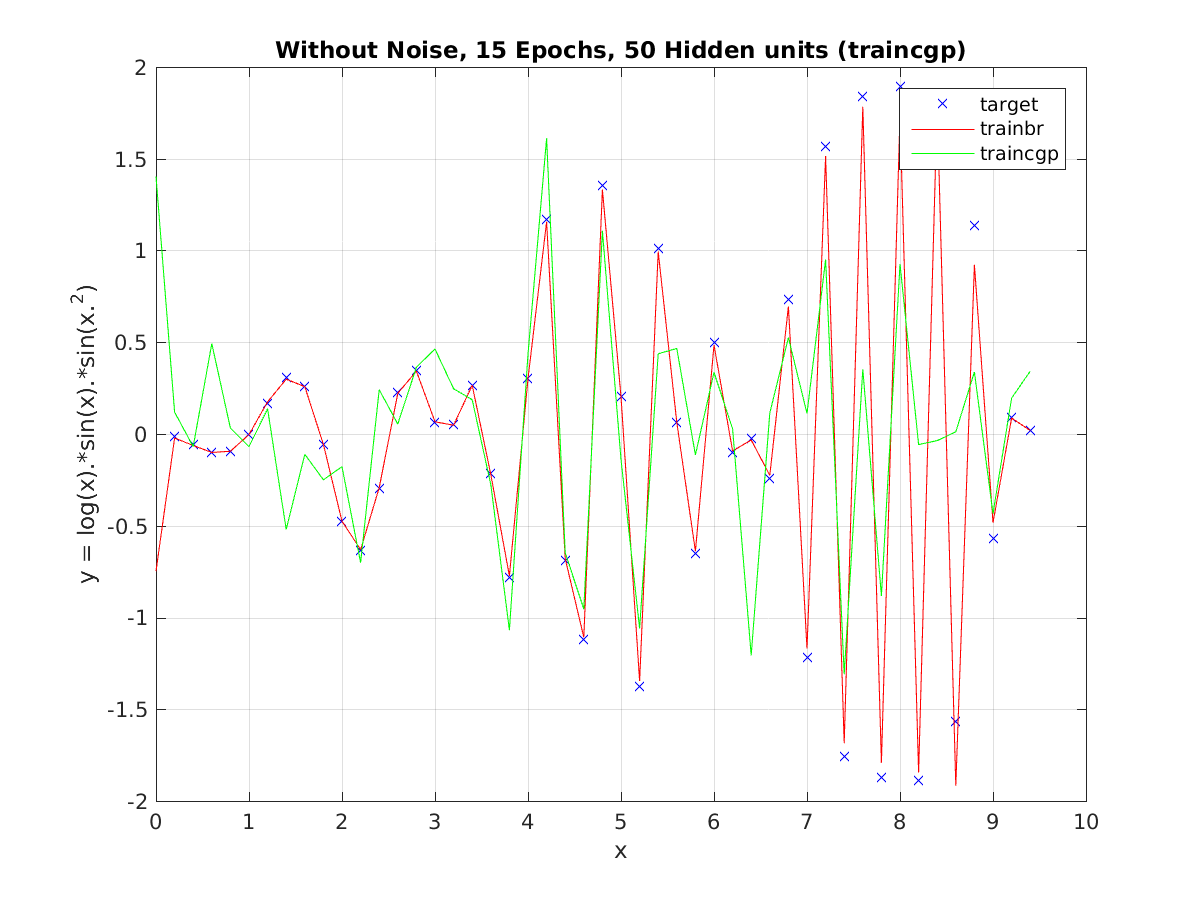 Without Noise, 15 Epochs, 50 Hidden units (traincgp)
target
trainbr
traincgp
y = log(x).*sin(x).*sin(x.²)
2
1.5
1
0.5
0
-0.5
-1
-1.5
-2
0 1 2 3 4 5 6 7 8 9 10
x